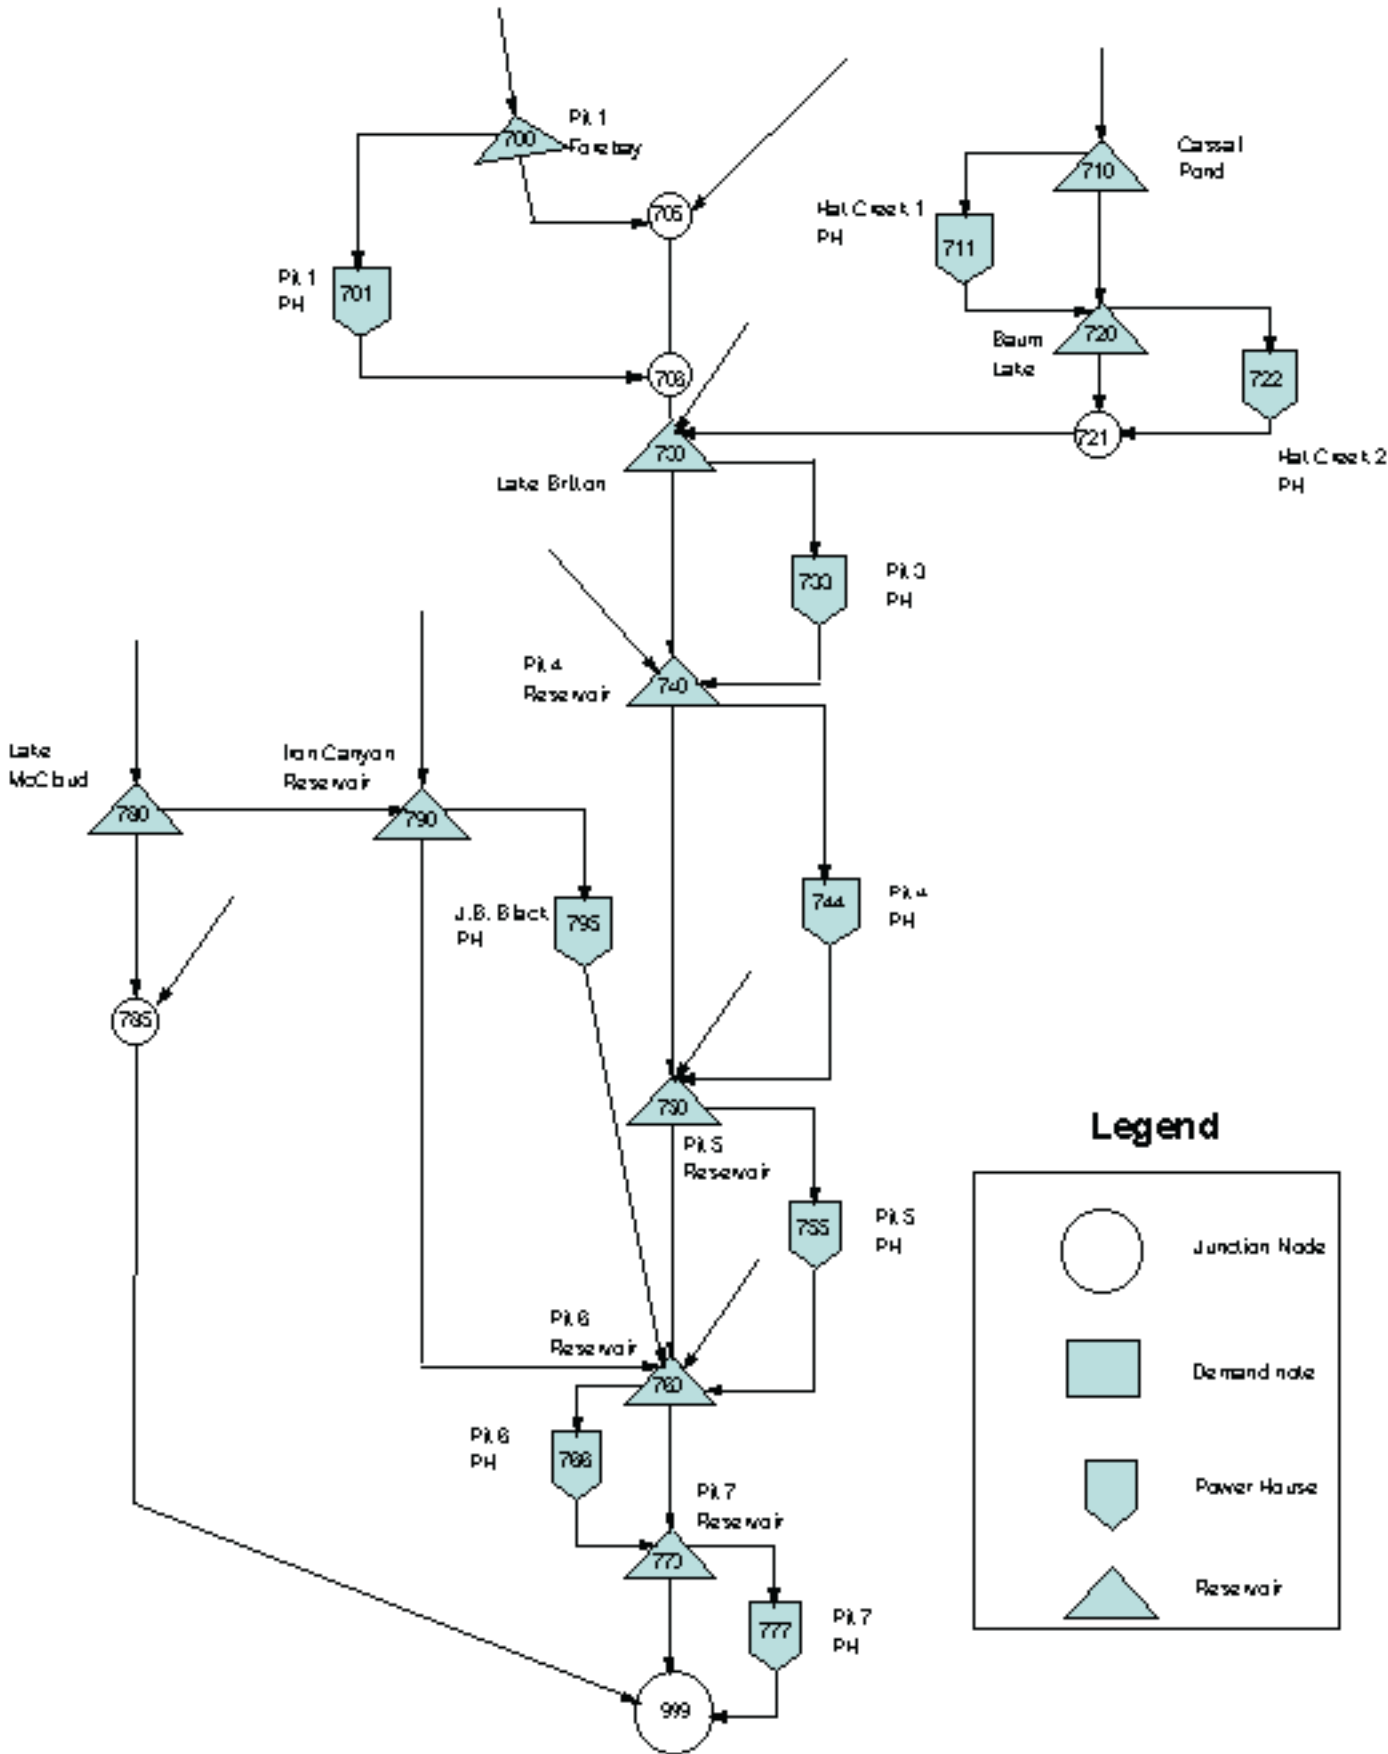 Pit 1
Forebay
700
705
Cassel
Pond
710
Hat Creek 1
PH
711
Pit 1
PH
701
Baum
Lake
720
722
706
721
Hat Creek 2
PH
730
Lake Britton
733
Pit 3
PH
Pit 4
Reservoir
740
Lake
McCloud
Iron Canyon
Reservoir
780
790
J.B. Black
PH
795
744
Pit 4
PH
785
750
Pit 5
Reservoir
755
Pit 5
PH
Pit 6
Reservoir
760
Pit 6
PH
766
Pit 7
Reservoir
770
777
Pit 7
PH
999
Legend
Junction Node
Demand note
Power House
Reservoir